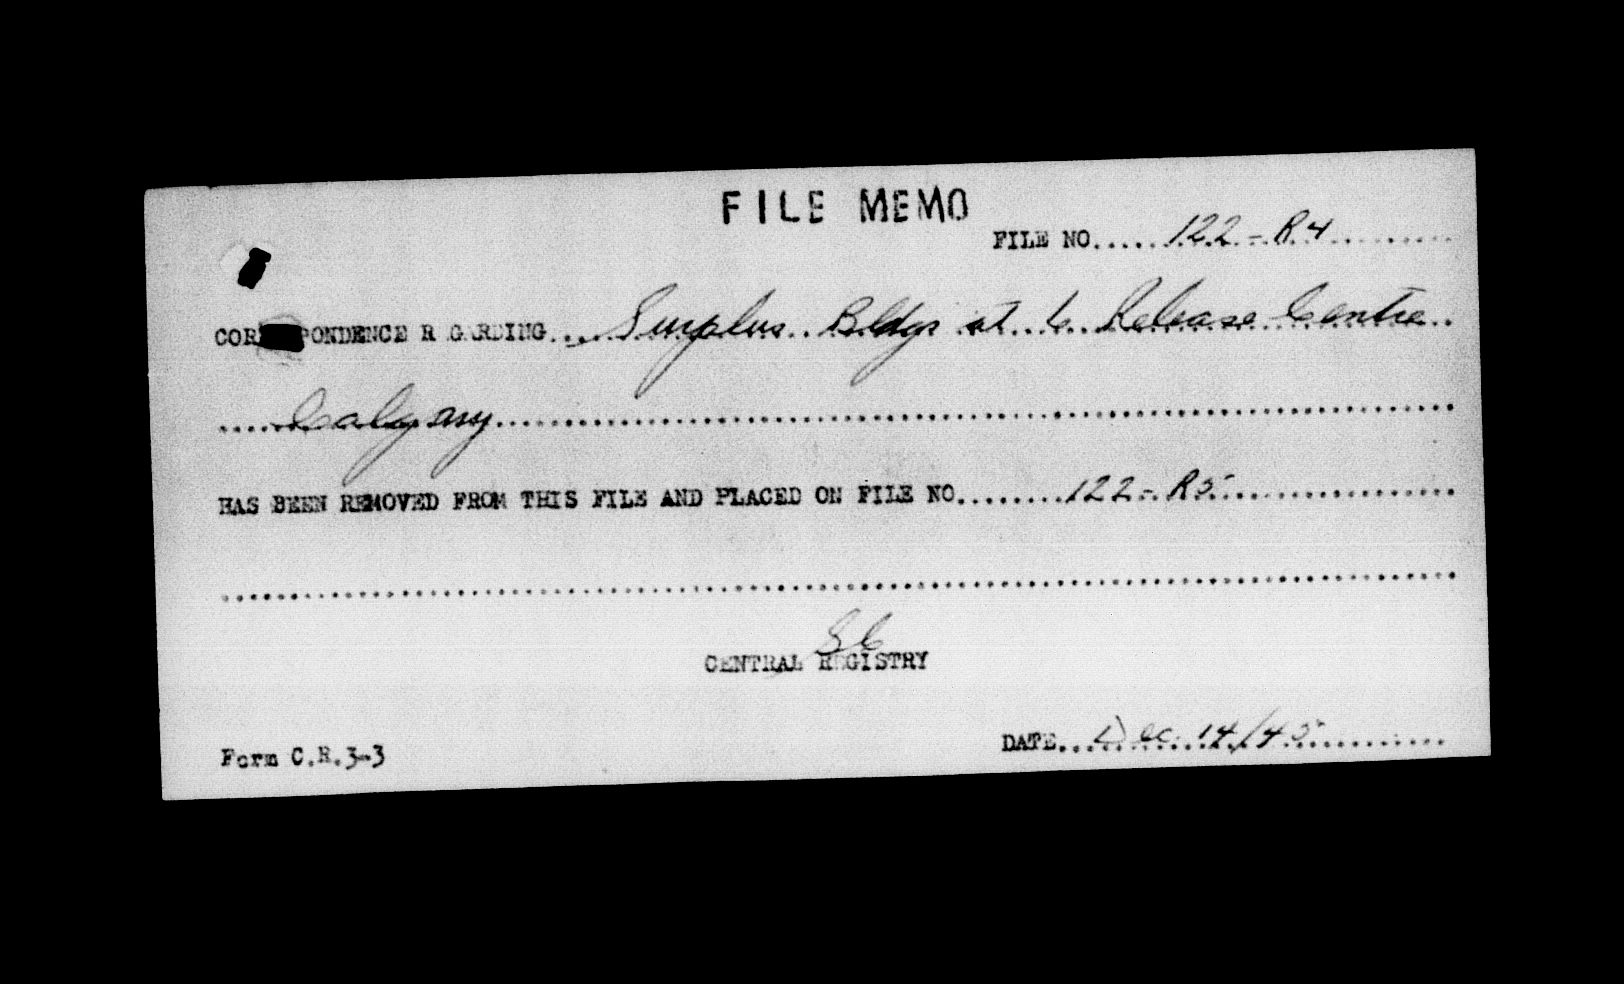 FILE MEMO
FILE NO..... 122-R4
CORRESPONDENCE REGARDING... Surplus Bldgs at 6 Release Centre
Calgary
HAS BEEN REMOVED FROM THIS FILE AND PLACED ON FILE NO........ 122-R5
CENTRAL REGISTRY
Form C.R.3-3
DATE... Dec 14/45